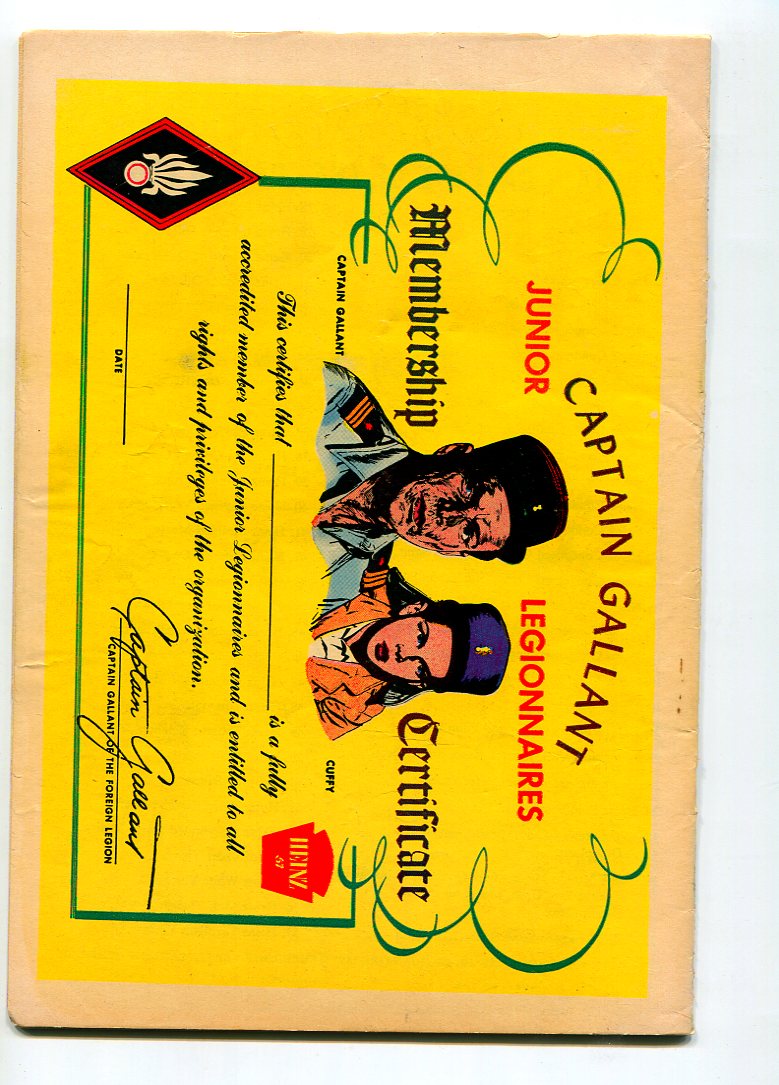 CAPTAIN GALLANT
JUNIOR LEGIONNAIRES
Membership Certificate
CAPTAIN GALLANT
CUFFY
This certifies that is a fully
accredited member of the Junior Legionnaires and is entitled to all
rights and privileges of the organization.
HEINZ
57
DATE
Captain Gallant
CAPTAIN GALLANT OF THE FOREIGN LEGION